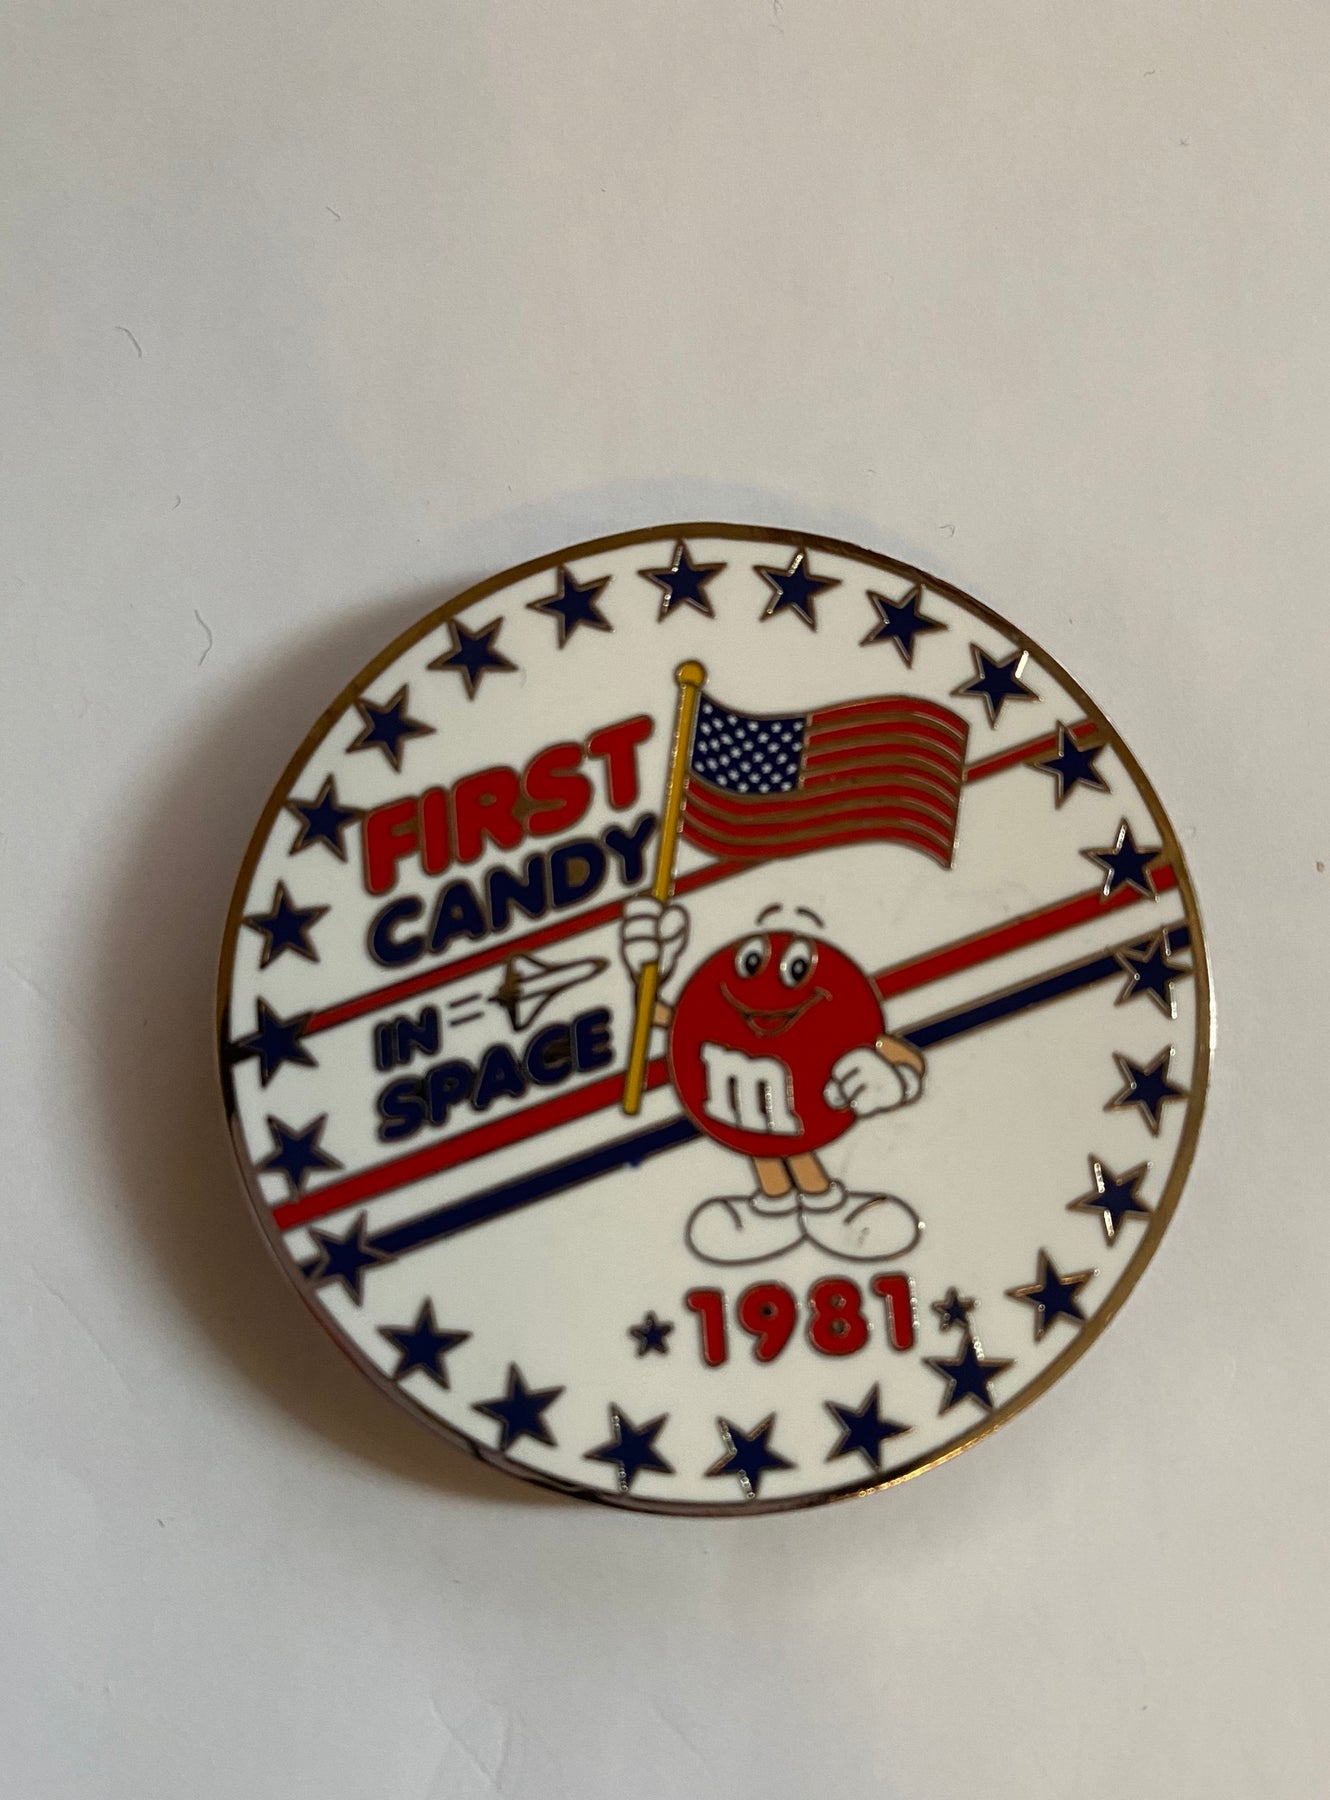 FIRST
CANDY
IN
SPACE
m
1981